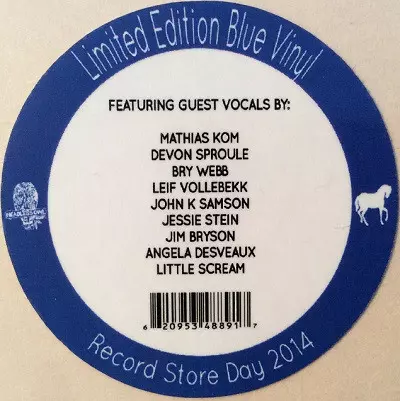 Limited Edition Blue Vinyl
FEATURING GUEST VOCALS BY:
MATHIAS KOM
DEVON SPROULE
BRY WEBB
LEIF VOLLEBEKK
JOHN K SAMSON
JESSIE STEIN
JIM BRYSON
ANGELA DESVEAUX
LITTLE SCREAM
6 20953 48891 7
Record Store Day 2014